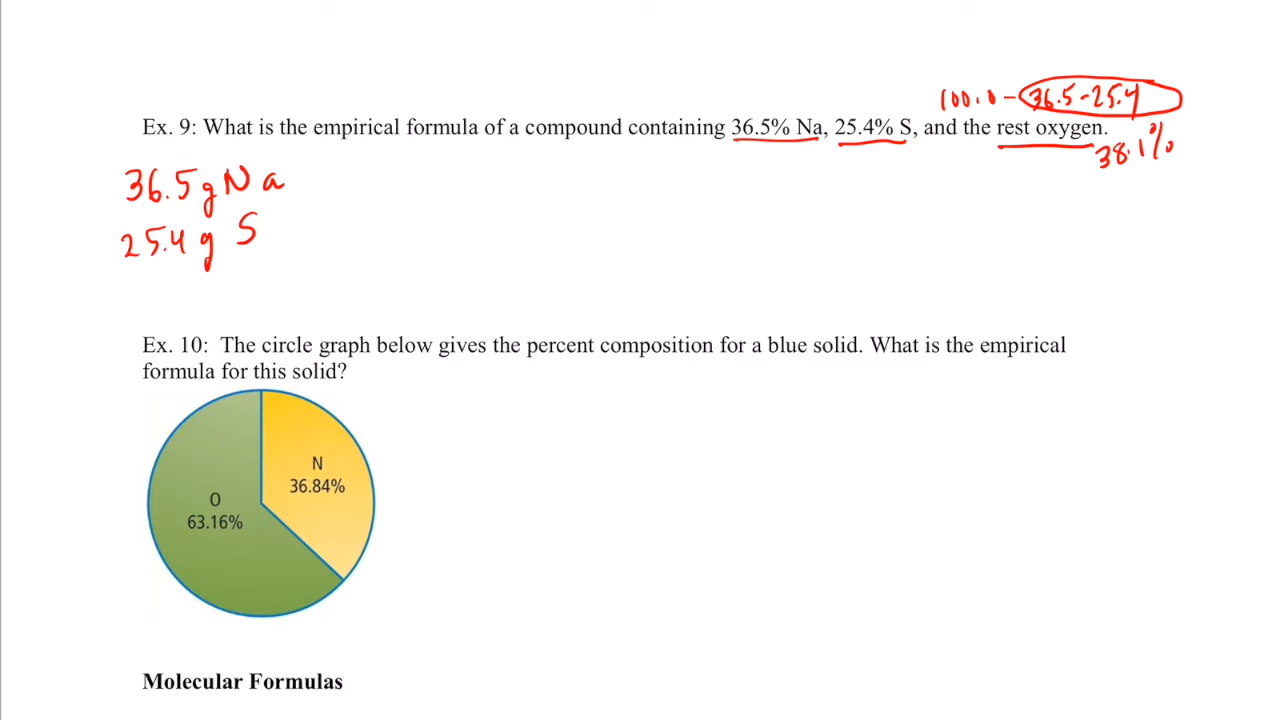 100.0 - 36.5 - 25.4
Ex. 9: What is the empirical formula of a compound containing 36.5% Na, 25.4% S, and the rest oxygen.
38.1%
36.5 g Na
25.4 g S
Ex. 10: The circle graph below gives the percent composition for a blue solid. What is the empirical
formula for this solid?
N
36.84%
O
63.16%
Molecular Formulas